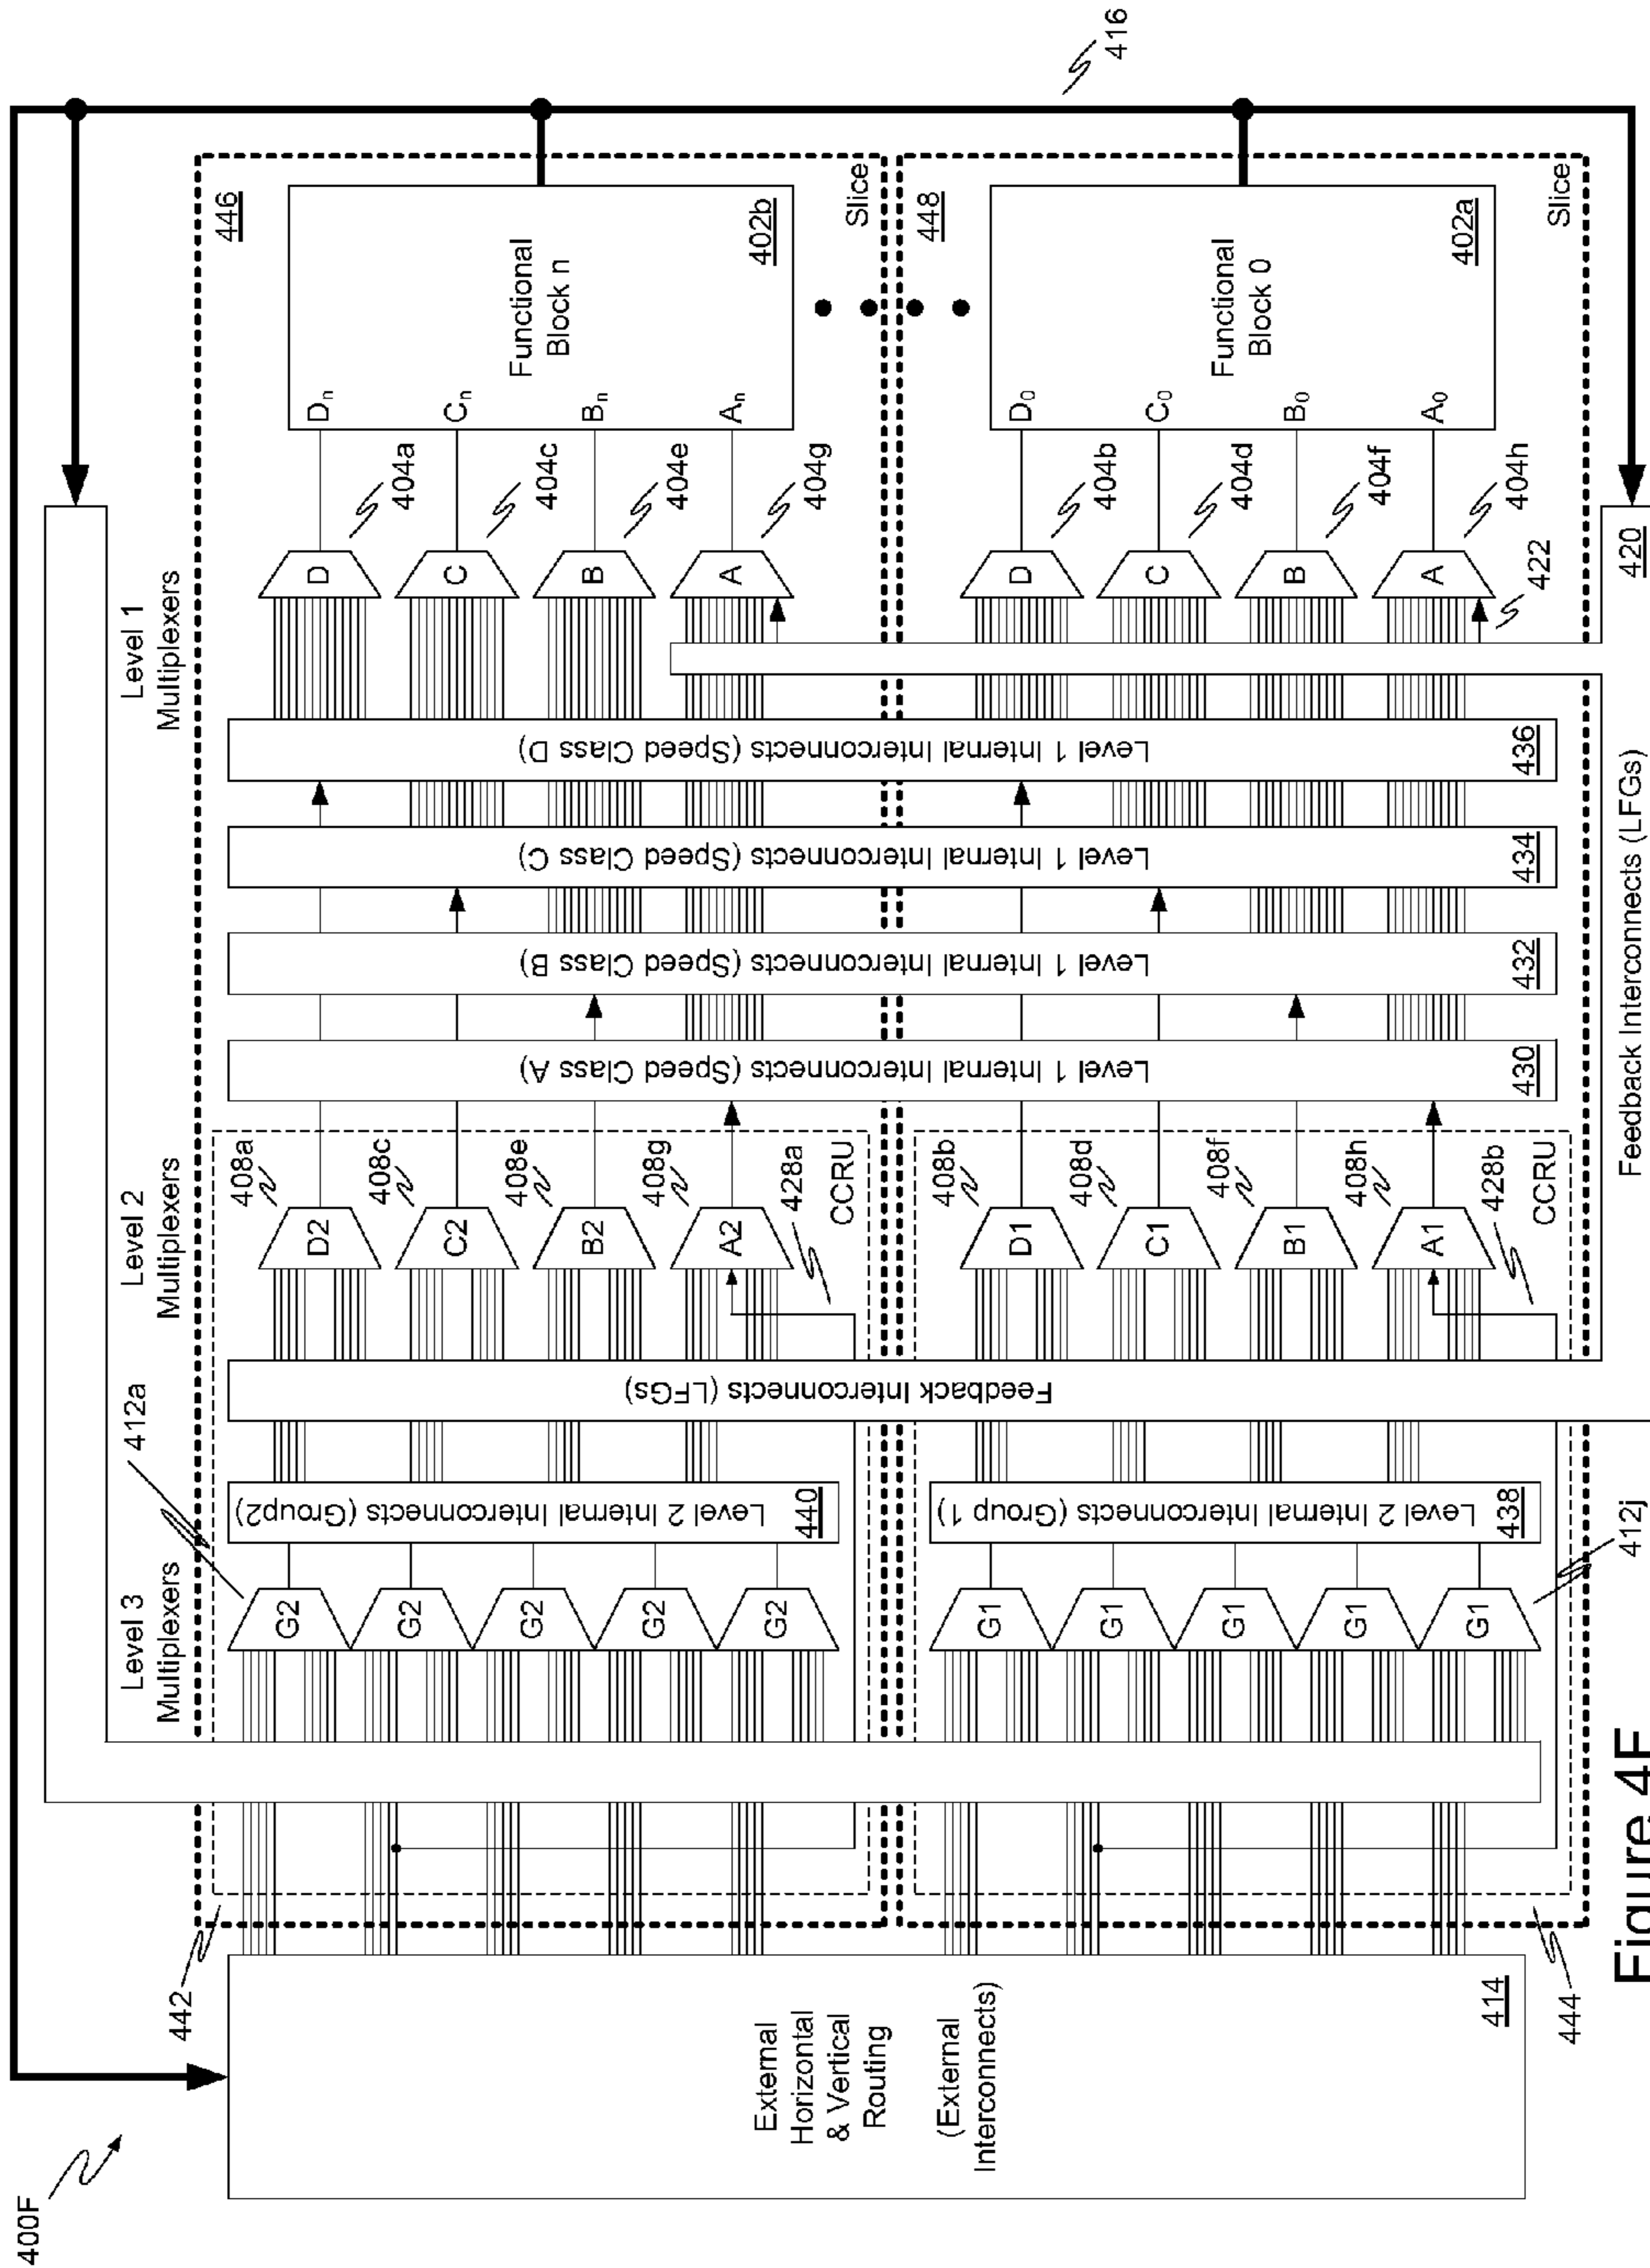 400F
416
442
412a
Level 3
Multiplexers
Level 2
Multiplexers
Level 1
Multiplexers
446
External
Horizontal
& Vertical
Routing
(External
Interconnects)
414
G2
G2
G2
G2
G2
Level 2 Internal Interconnects (Group2)
440
Feedback Interconnects (LFGs)
D2
C2
B2
A2
408a
408c
408e
408g
428a
CCRU
Level 1 Internal Interconnects (Speed Class A)
430
Level 1 Internal Interconnects (Speed Class B)
432
Level 1 Internal Interconnects (Speed Class C)
434
Level 1 Internal Interconnects (Speed Class D)
436
D
C
B
A
404a
404c
404e
404g
Dn
Cn
Bn
An
Functional
Block n
402b
Slice
448
G1
G1
G1
G1
G1
Level 2 Internal Interconnects (Group 1)
438
D1
C1
B1
A1
408b
408d
408f
408h
428b
CCRU
D
C
B
A
404b
404d
404f
404h
422
D0
C0
B0
A0
Functional
Block 0
402a
Slice
444
412j
Feedback Interconnects (LFGs)
420
Figure 4F